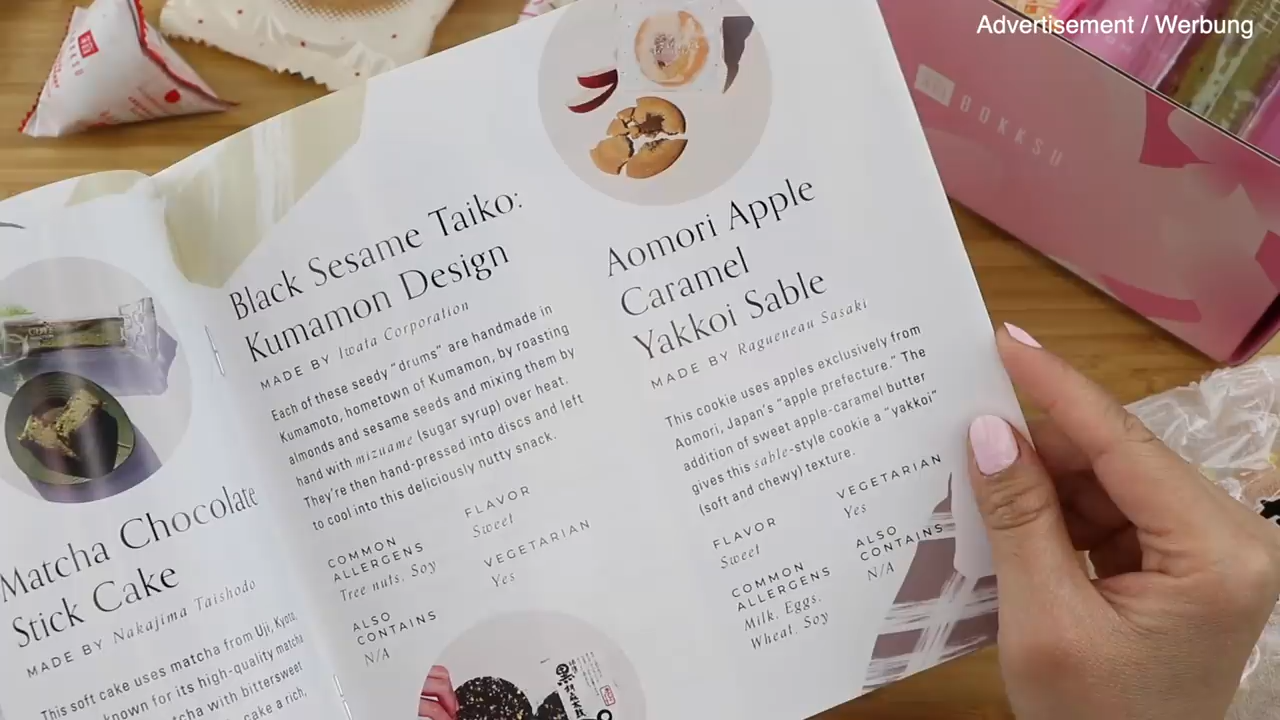 Advertisement / Werbung
BOKKSU
BOKKSU
Matcha Chocolate
Stick Cake
MADE BY Nakajima Taishodo
This soft cake uses matcha from Uji, Kyoto,
known for its high-quality matcha
with bittersweet
cake a rich,
Black Sesame Taiko:
Kumamon Design
MADE BY Iwata Corporation
Each of these seedy “drums” are handmade in
Kumamoto, hometown of Kumamon, by roasting
almonds and sesame seeds and mixing them by
hand with mizuame (sugar syrup) over heat.
They're then hand-pressed into discs and left
to cool into this deliciously nutty snack.
COMMON
ALLERGENS
Tree nuts, Soy
FLAVOR
Sweet
ALSO
CONTAINS
N/A
VEGETARIAN
Yes
Aomori Apple
Caramel
Yakkoi Sable
MADE BY Ragueneau Sasaki
This cookie uses apples exclusively from
Aomori, Japan's “apple prefecture.” The
addition of sweet apple-caramel butter
gives this sable-style cookie a “yakkoi”
(soft and chewy) texture.
FLAVOR
Sweet
VEGETARIAN
Yes
COMMON
ALLERGENS
Milk, Eggs,
Wheat, Soy
ALSO
CONTAINS
N/A